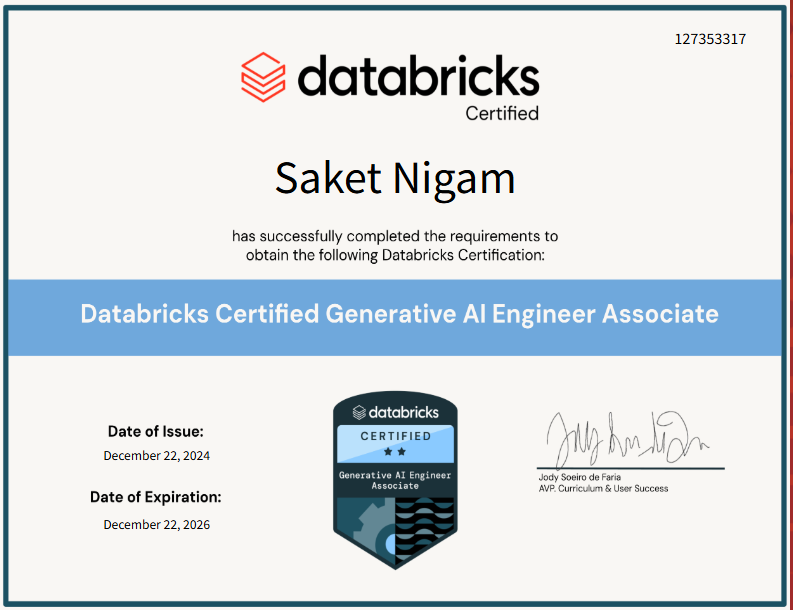 127353317
databricks
Certified
Saket Nigam
has successfully completed the requirements to
obtain the following Databricks Certification:
Databricks Certified Generative AI Engineer Associate
Date of Issue:
December 22, 2024
Date of Expiration:
December 22, 2026
databricks
CERTIFIED
Generative AI Engineer
Associate
Jody Soeiro de Faria
AVP. Curriculum & User Success